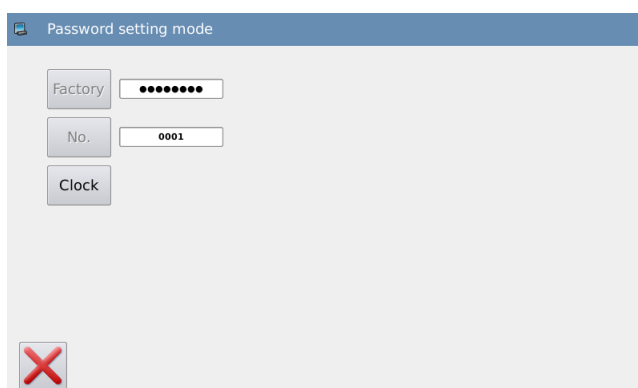 Password setting mode
Factory ●●●●●●●●
No. 0001
Clock